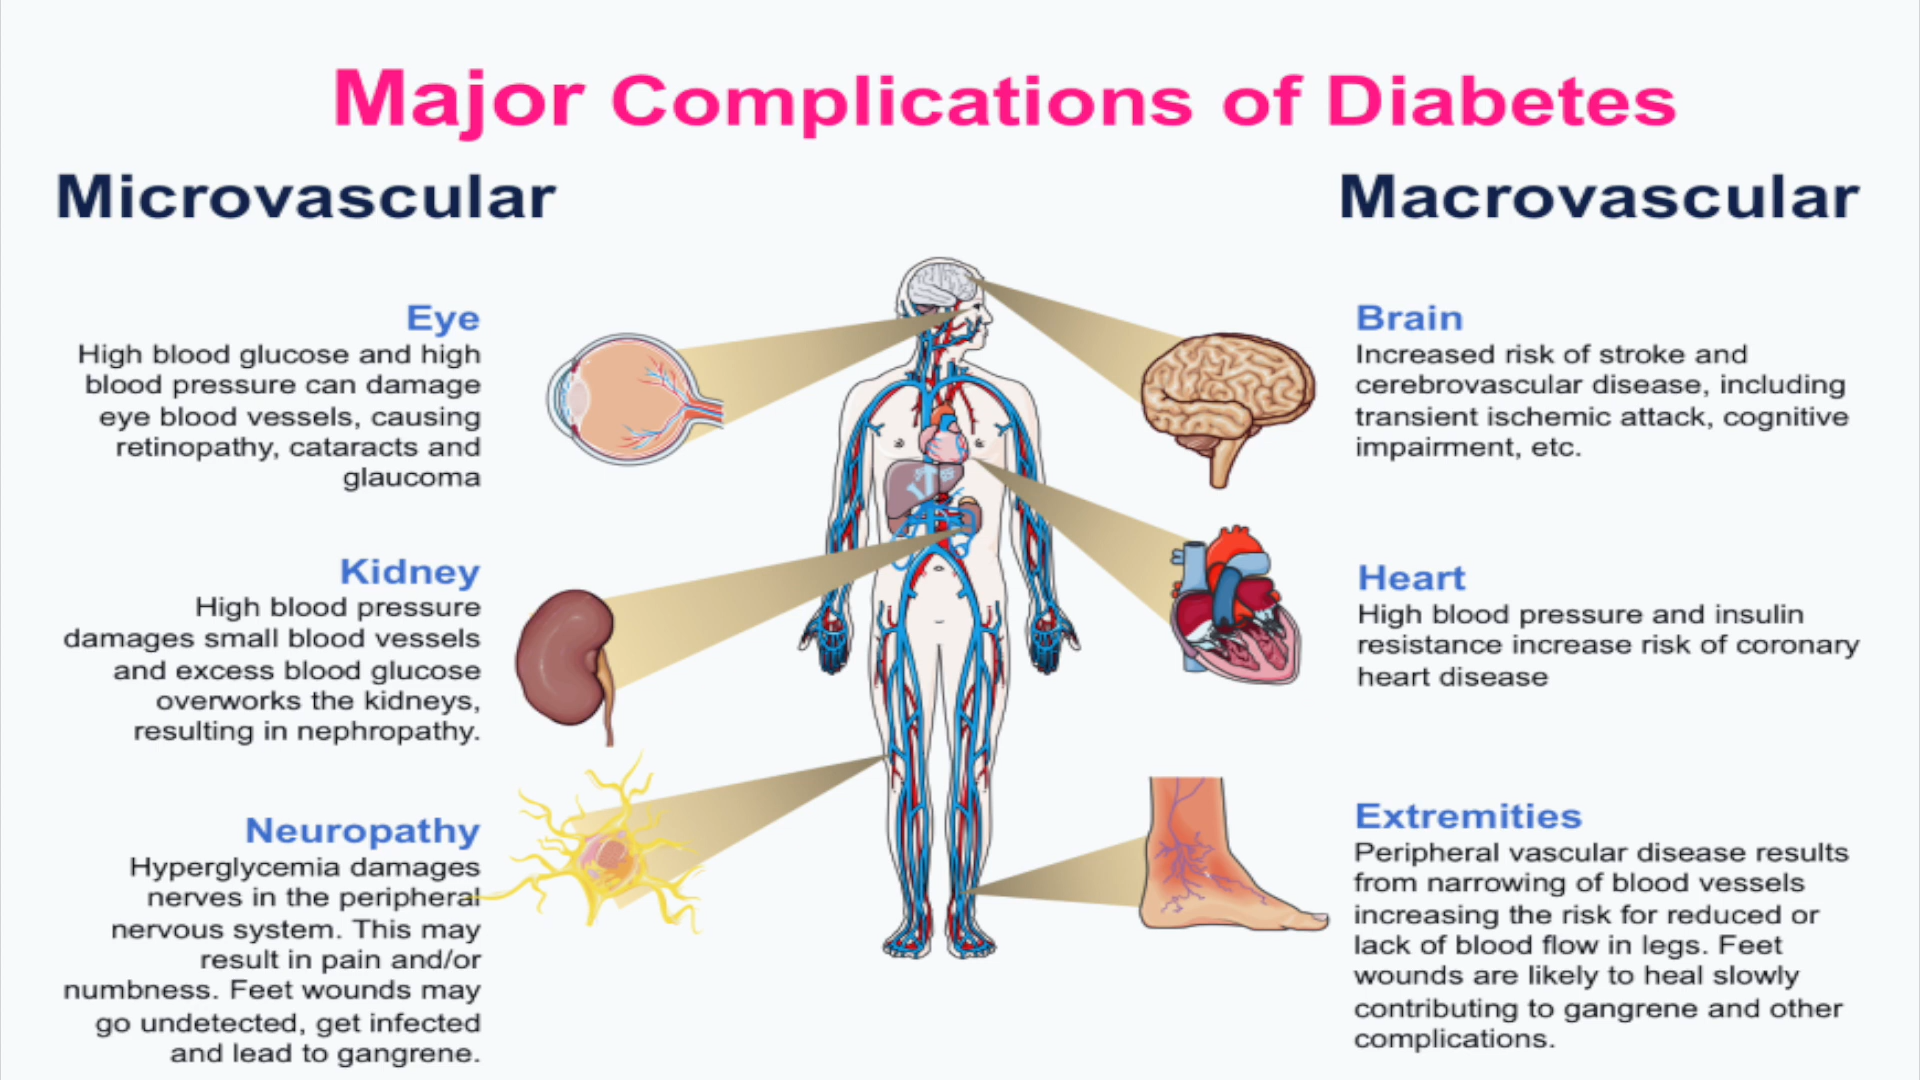 Major Complications of Diabetes
Microvascular
Macrovascular
Eye
High blood glucose and high
blood pressure can damage
eye blood vessels, causing
retinopathy, cataracts and
glaucoma
Kidney
High blood pressure
damages small blood vessels
and excess blood glucose
overworks the kidneys,
resulting in nephropathy.
Neuropathy
Hyperglycemia damages
nerves in the peripheral
nervous system. This may
result in pain and/or
numbness. Feet wounds may
go undetected, get infected
and lead to gangrene.
Brain
Increased risk of stroke and
cerebrovascular disease, including
transient ischemic attack, cognitive
impairment, etc.
Heart
High blood pressure and insulin
resistance increase risk of coronary
heart disease
Extremities
Peripheral vascular disease results
from narrowing of blood vessels
increasing the risk for reduced or
lack of blood flow in legs. Feet
wounds are likely to heal slowly
contributing to gangrene and other
complications.